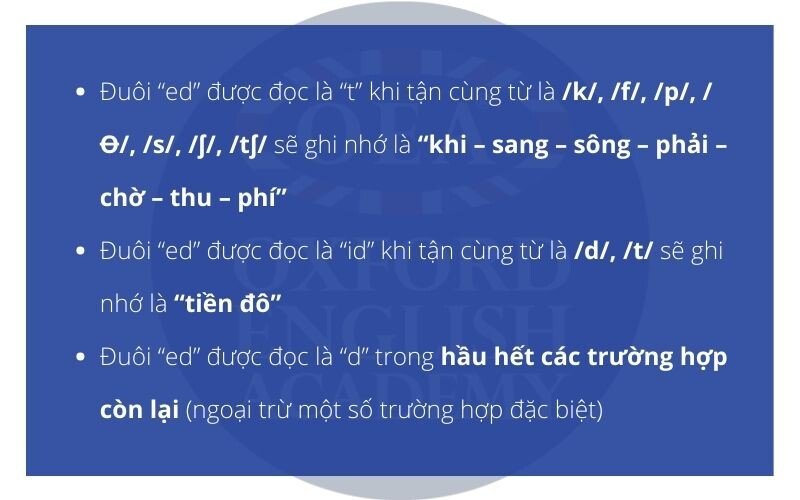 • Đuôi “ed” được đọc là “t” khi tận cùng từ là /k/, /f/, /p/, /
Ɵ/, /s/, /ʃ/, /tʃ/ sẽ ghi nhớ là “khi – sang – sông – phải –
chờ – thu – phí”
• Đuôi “ed” được đọc là “id” khi tận cùng từ là /d/, /t/ sẽ ghi
nhớ là “tiền đô”
• Đuôi “ed” được đọc là “d” trong hầu hết các trường hợp
còn lại (ngoại trừ một số trường hợp đặc biệt)
OEA
OXFORD
ENGLISH
ACADEMY